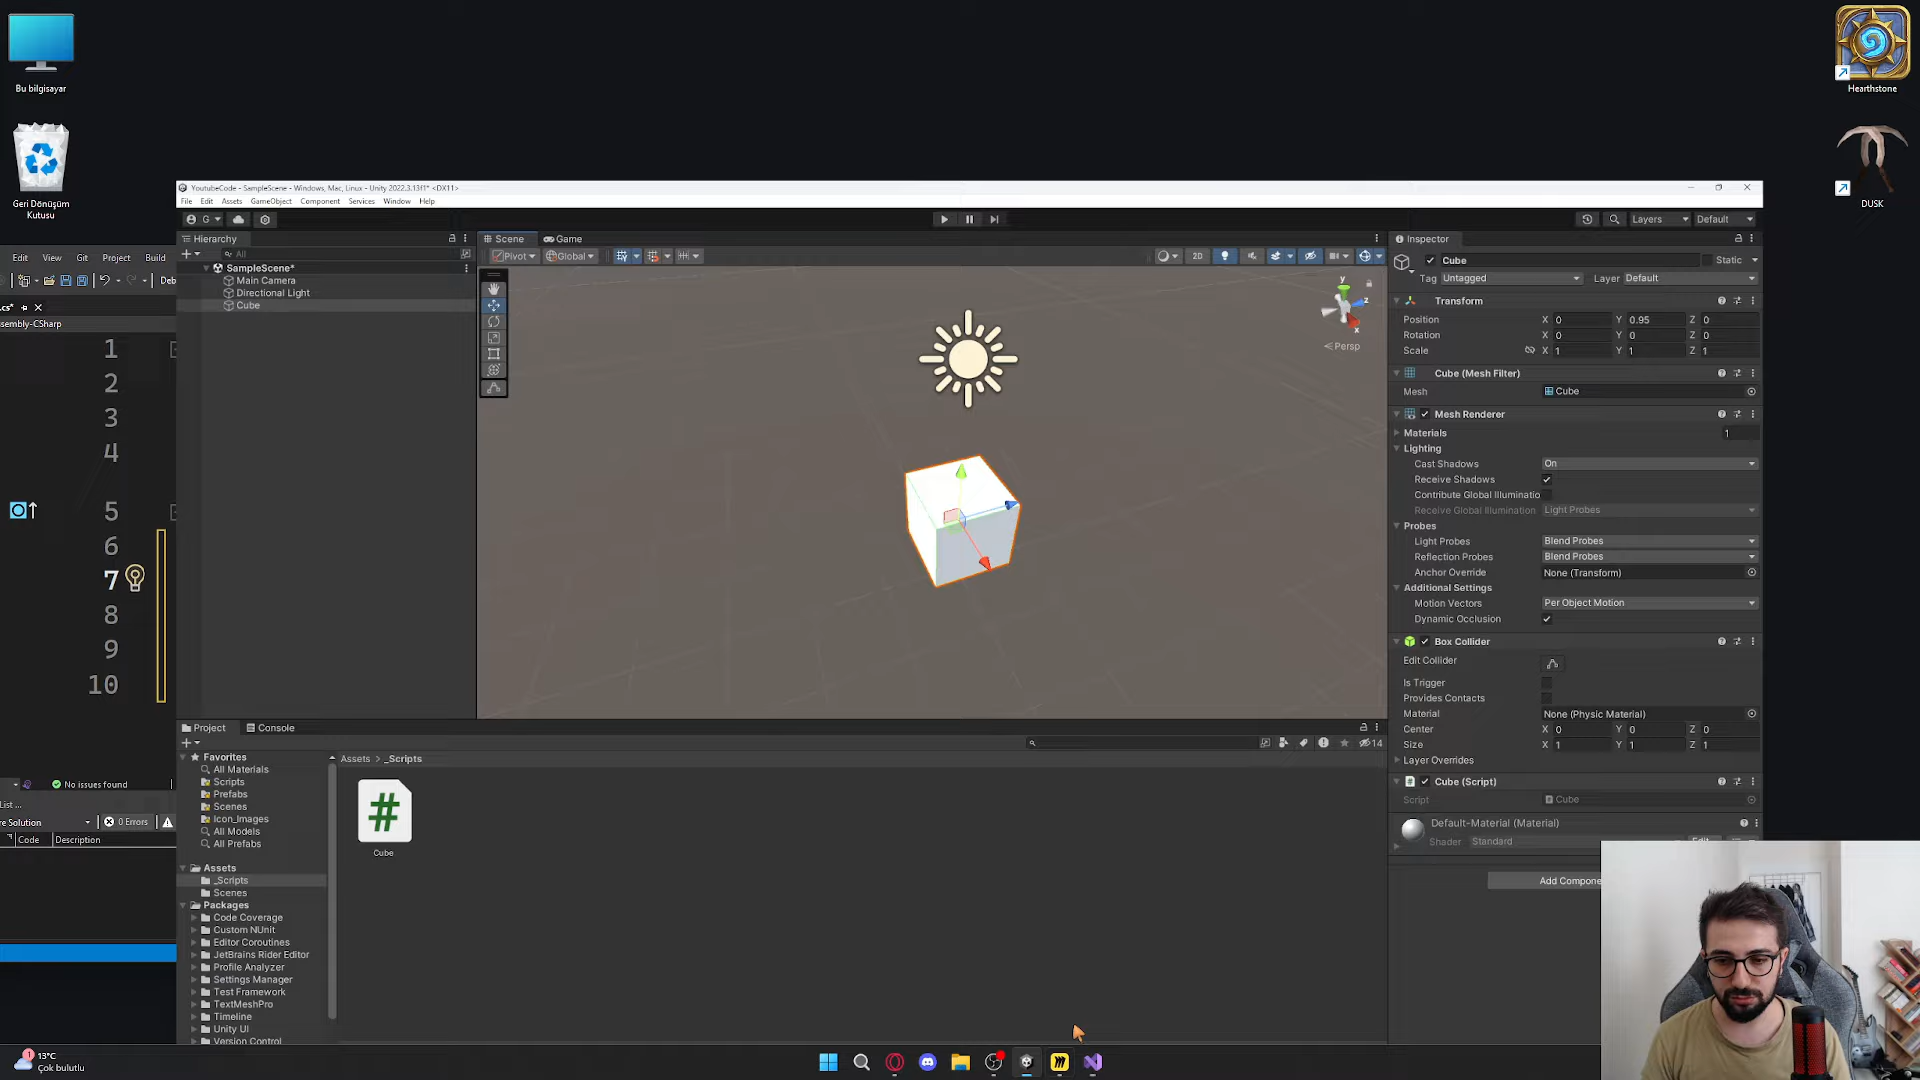 Bu bilgisayar
Geri Dönüşüm
Kutusu
Hearthstone
DUSK
YoutubeCode - SampleScene - Windows, Mac, Linux - Unity 2022.3.13f1* <DX11>
File Edit Assets GameObject Component Services Window Help
G
Layers
Default
Hierarchy
All
SampleScene*
Main Camera
Directional Light
Cube
Scene
Game
Pivot
Global
2D
y
z
x
Persp
Inspector
Cube
Static
Tag Untagged
Layer Default
Transform
Position X 0 Y 0.95 Z 0
Rotation X 0 Y 0 Z 0
Scale X 1 Y 1 Z 1
Cube (Mesh Filter)
Mesh Cube
Mesh Renderer
Materials 1
Lighting
Cast Shadows On
Receive Shadows
Contribute Global Illuminatio
Receive Global Illumination Light Probes
Probes
Light Probes Blend Probes
Reflection Probes Blend Probes
Anchor Override None (Transform)
Additional Settings
Motion Vectors Per Object Motion
Dynamic Occlusion
Box Collider
Edit Collider
Is Trigger
Provides Contacts
Material None (Physic Material)
Center X 0 Y 0 Z 0
Size X 1 Y 1 Z 1
Layer Overrides
Cube (Script)
Script Cube
Default-Material (Material)
Shader Standard
Add Compone
Edit View Git Project Build
Deb
.cs*
ssembly-CSharp
1
2
3
4
5
6
7
8
9
10
No issues found
List ...
re Solution
0 Errors
Code Description
Project
Console
14
Favorites
All Materials
Scripts
Prefabs
Scenes
Icon_Images
All Models
All Prefabs
Assets
_Scripts
Scenes
Packages
Code Coverage
Custom NUnit
Editor Coroutines
JetBrains Rider Editor
Profile Analyzer
Settings Manager
Test Framework
TextMeshPro
Timeline
Unity UI
Version Control
Assets > _Scripts
#
Cube
1
13°C
Çok bulutlu